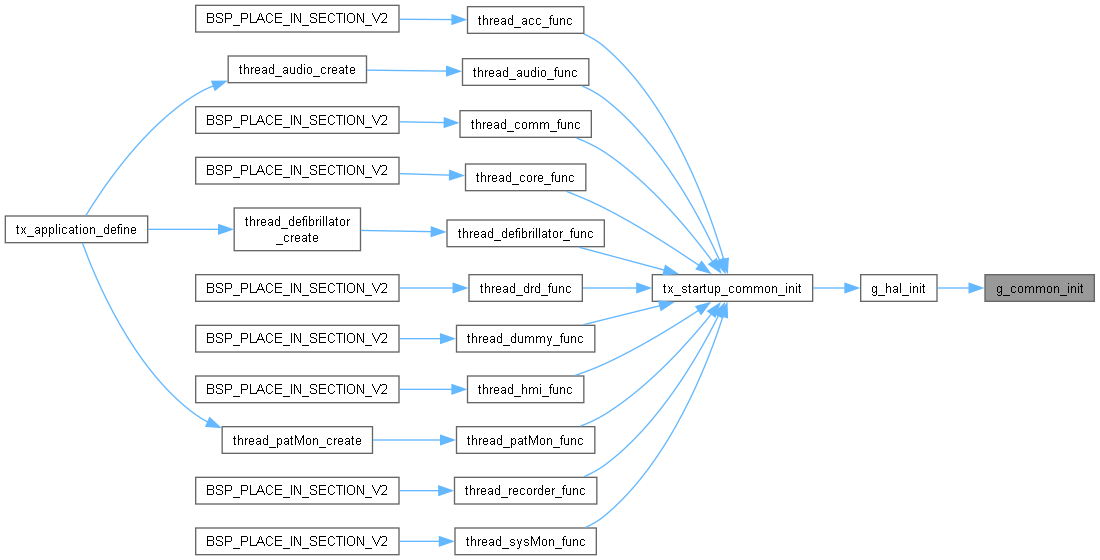 BSP_PLACE_IN_SECTION_V2
thread_acc_func
thread_audio_create
thread_audio_func
BSP_PLACE_IN_SECTION_V2
thread_comm_func
BSP_PLACE_IN_SECTION_V2
thread_core_func
tx_application_define
thread_defibrillator
_create
thread_defibrillator_func
BSP_PLACE_IN_SECTION_V2
thread_drd_func
tx_startup_common_init
g_hal_init
g_common_init
BSP_PLACE_IN_SECTION_V2
thread_dummy_func
BSP_PLACE_IN_SECTION_V2
thread_hmi_func
thread_patMon_create
thread_patMon_func
BSP_PLACE_IN_SECTION_V2
thread_recorder_func
BSP_PLACE_IN_SECTION_V2
thread_sysMon_func